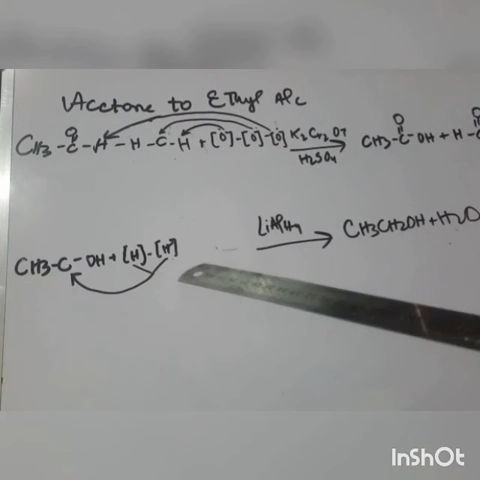 Acetone to Ethyl Alc
O O O
CH3 - C - H - H - C - H + [O] - [O] - [O] K2Cr2O7 H2SO4 CH3 - C - OH + H - C
CH3 - C - OH + [H] - [H] LiAlH4 CH3CH2OH + H2O
InShOt